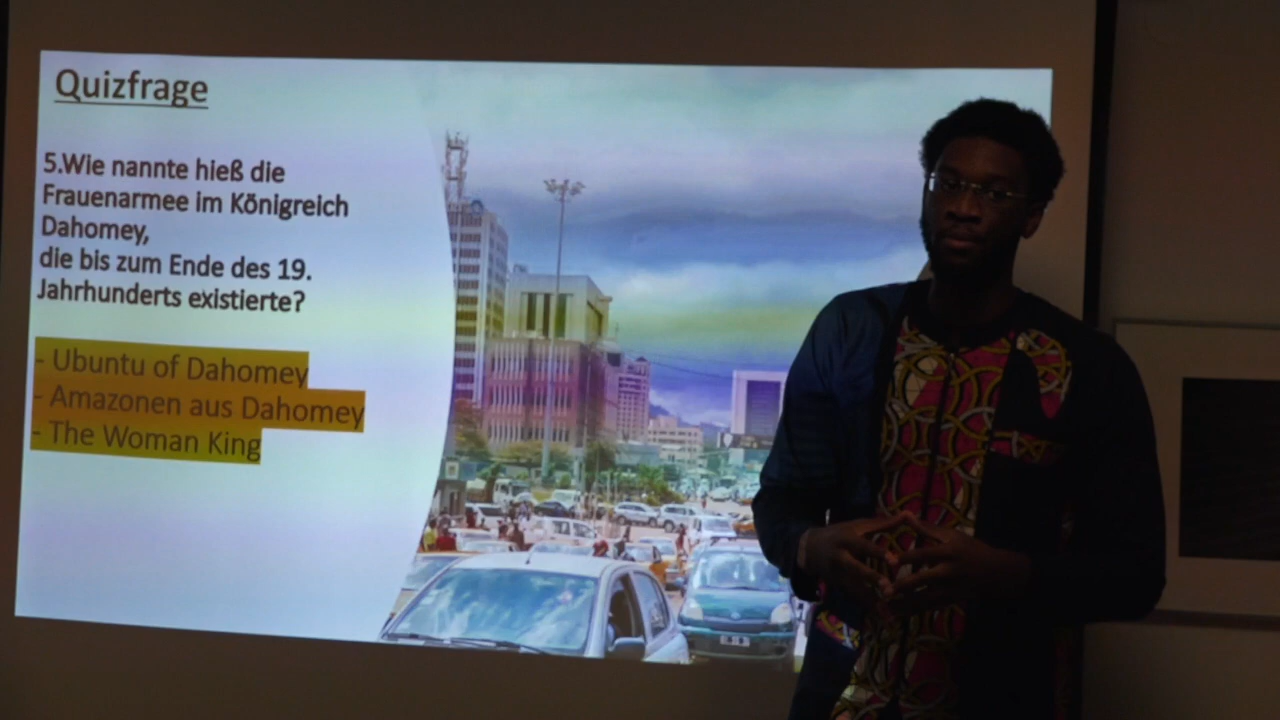 Quizfrage
5.Wie nannte hieß die
Frauenarmee im Königreich
Dahomey,
die bis zum Ende des 19.
Jahrhunderts existierte?
- Ubuntu of Dahomey
- Amazonen aus Dahomey
- The Woman King